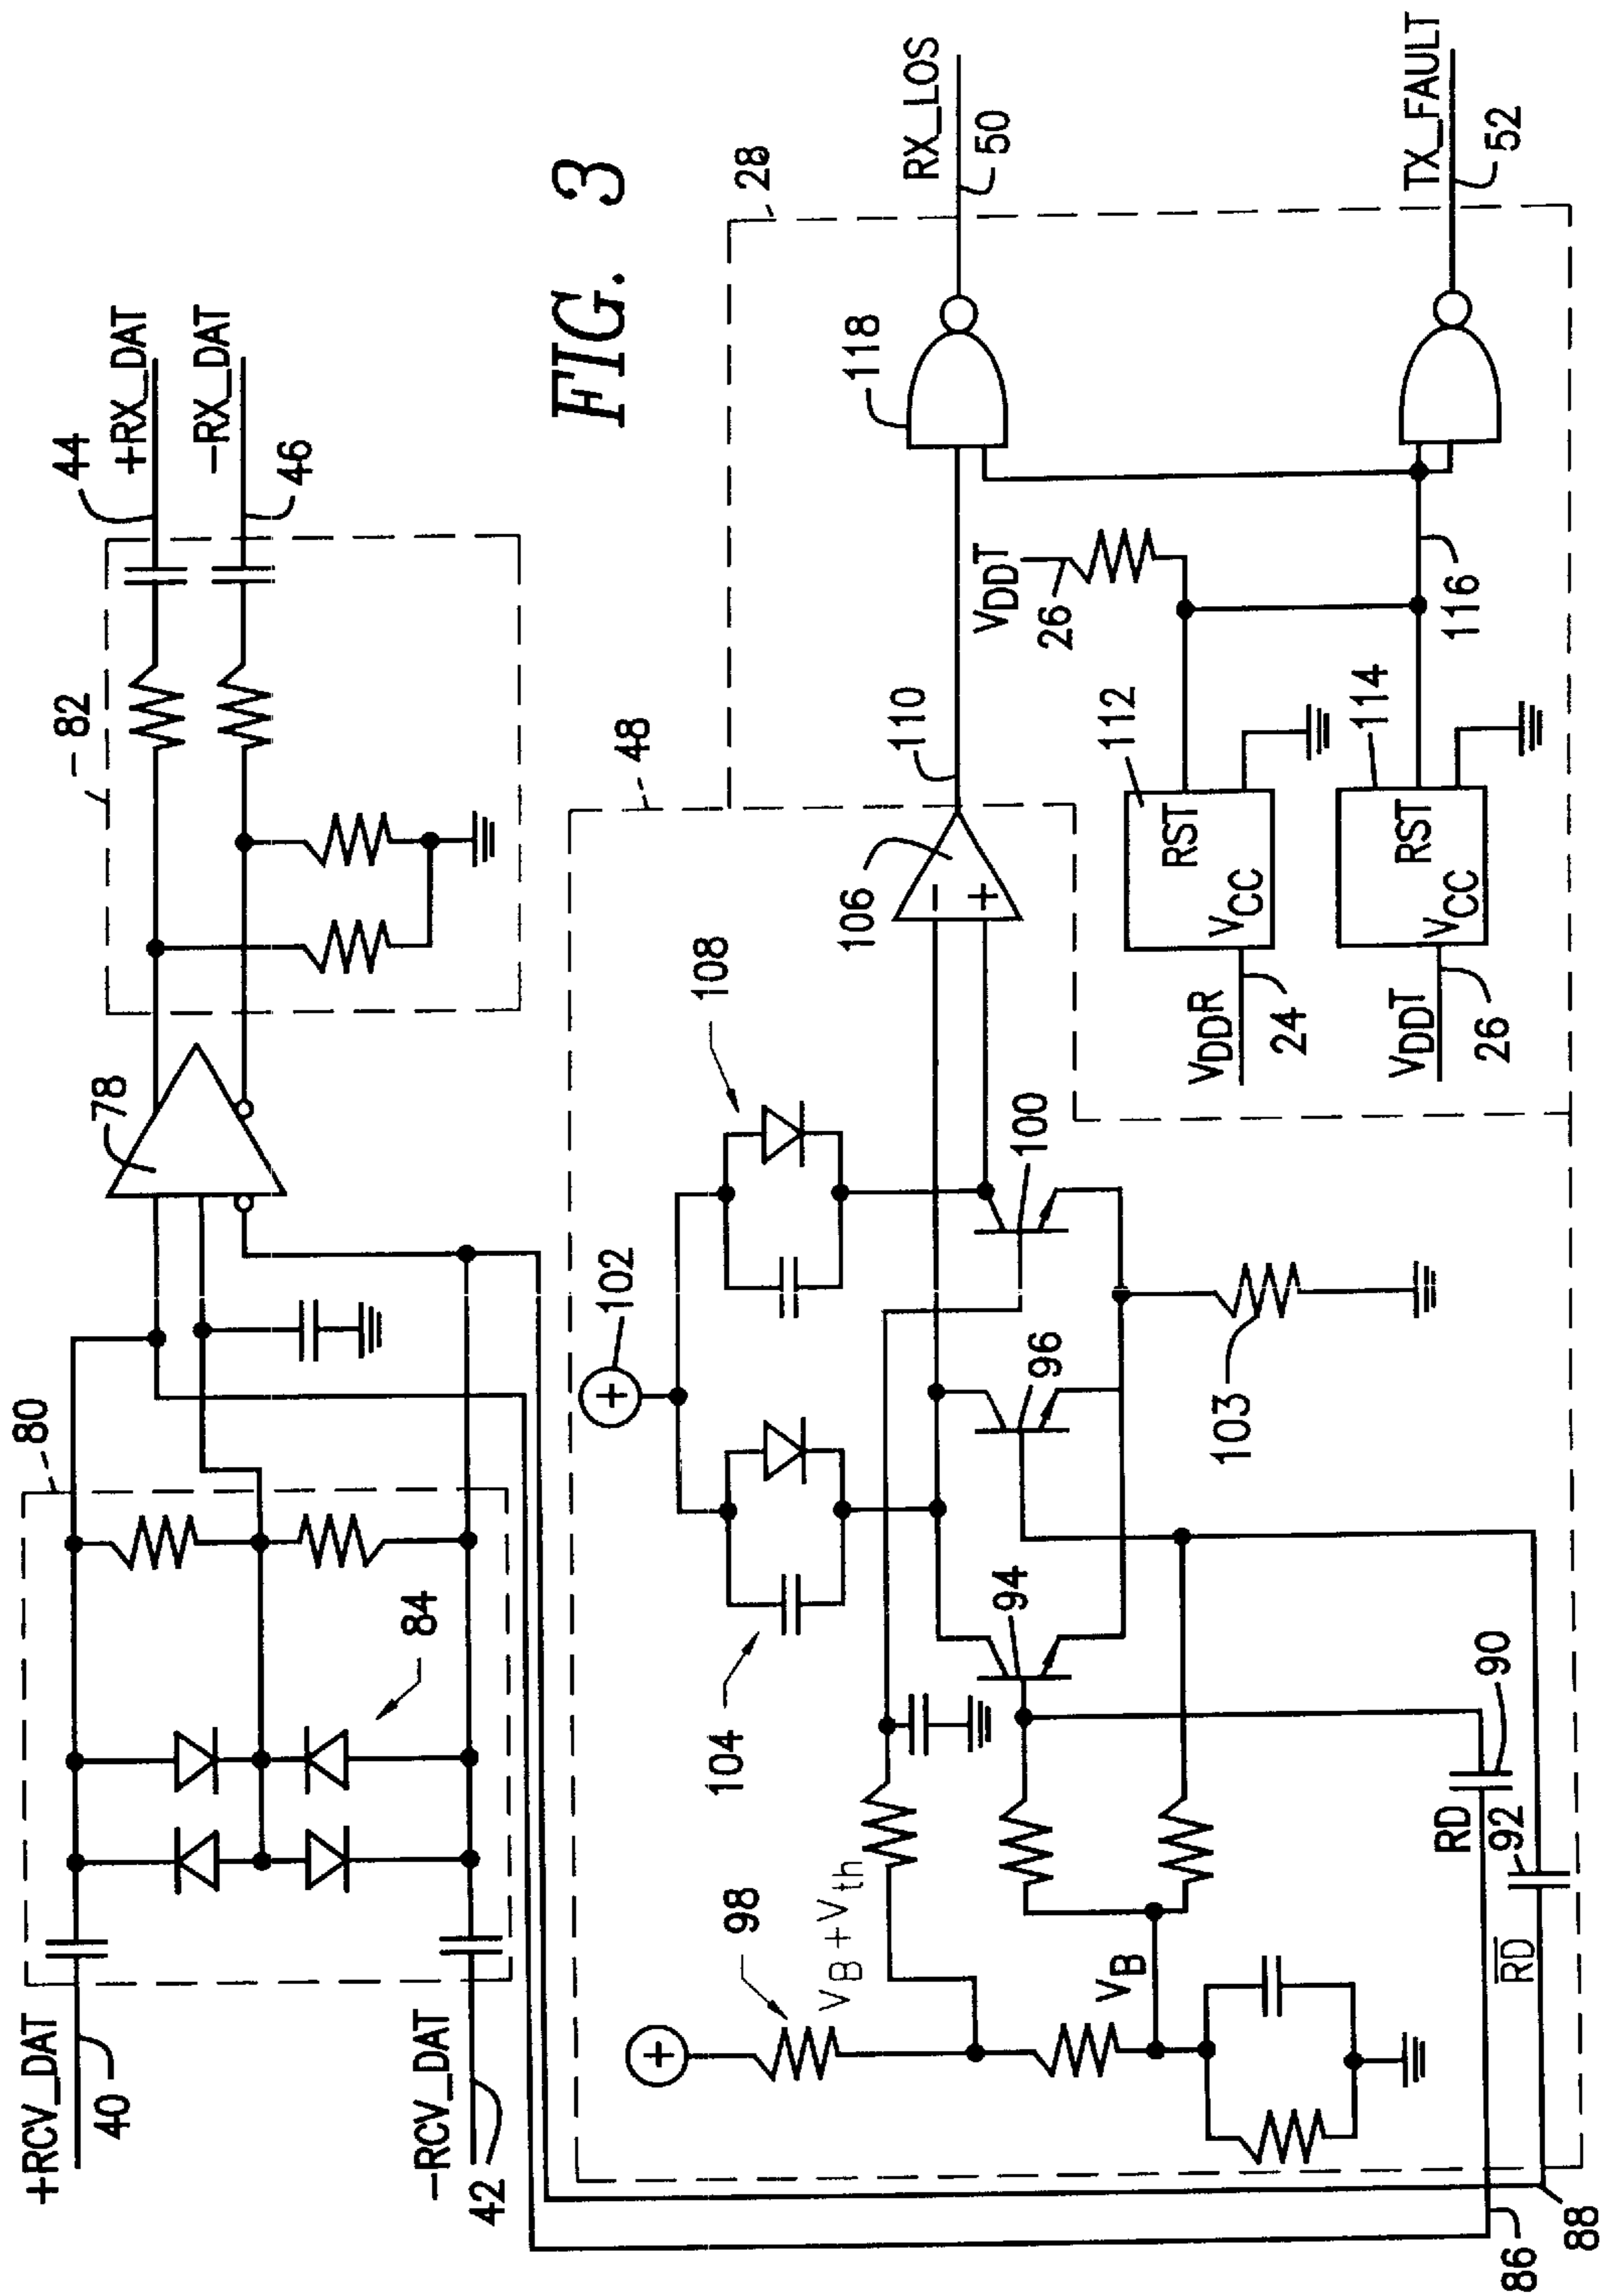 +RCV_DAT
40
-RCV_DAT
42
80
84
78
82
44
+RX_DAT
-RX_DAT
46
FIG. 3
98
VB+Vth
VB
104
94
102
96
108
100
103
106
48
110
RD
90
RD
92
86
88
VDDR
24
VDDT
26
112
RST
VCC
114
RST
VCC
VDDT
26
116
118
28
RX_LOS
50
TX_FAULT
52